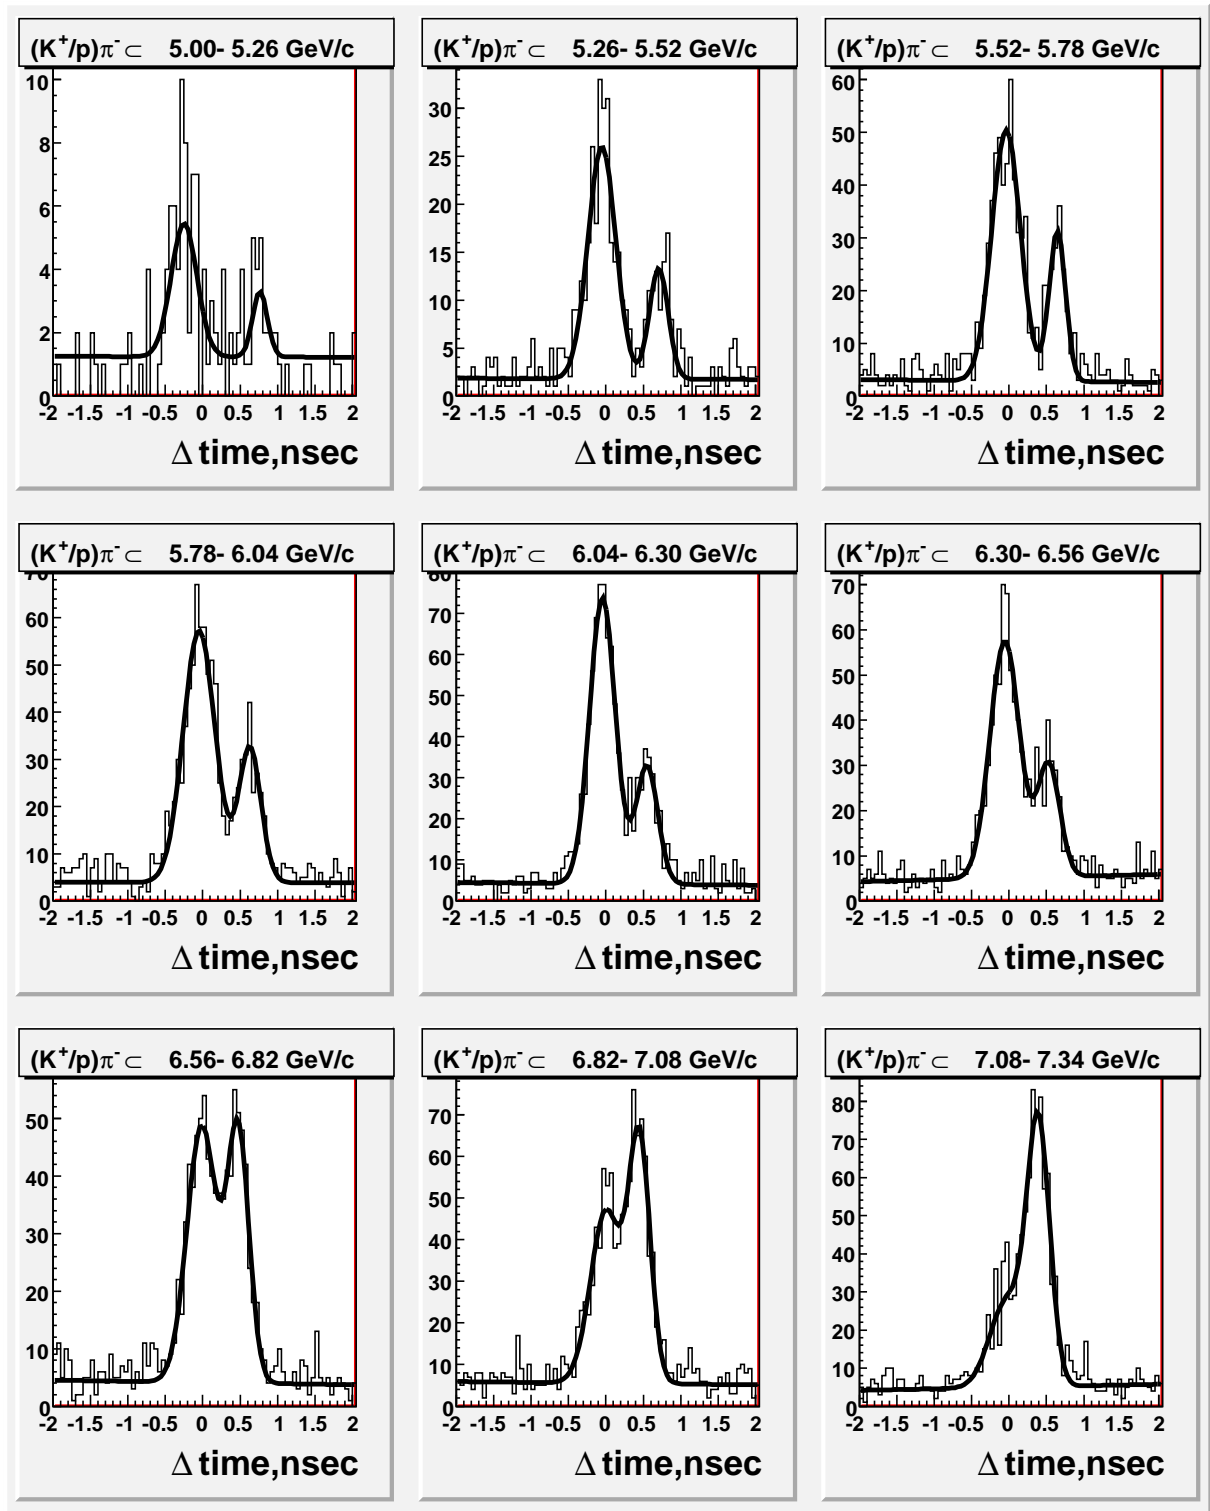 (K+/p)π-⊂ 5.00- 5.26 GeV/c
10
8
6
4
2
0
-2 -1.5 -1 -0.5 0 0.5 1 1.5 2
Δ time,nsec
(K+/p)π-⊂ 5.26- 5.52 GeV/c
30
25
20
15
10
5
0
-2 -1.5 -1 -0.5 0 0.5 1 1.5 2
Δ time,nsec
(K+/p)π-⊂ 5.52- 5.78 GeV/c
60
50
40
30
20
10
0
-2 -1.5 -1 -0.5 0 0.5 1 1.5 2
Δ time,nsec
(K+/p)π-⊂ 5.78- 6.04 GeV/c
70
60
50
40
30
20
10
0
-2 -1.5 -1 -0.5 0 0.5 1 1.5 2
Δ time,nsec
(K+/p)π-⊂ 6.04- 6.30 GeV/c
80
70
60
50
40
30
20
10
0
-2 -1.5 -1 -0.5 0 0.5 1 1.5 2
Δ time,nsec
(K+/p)π-⊂ 6.30- 6.56 GeV/c
70
60
50
40
30
20
10
0
-2 -1.5 -1 -0.5 0 0.5 1 1.5 2
Δ time,nsec
(K+/p)π-⊂ 6.56- 6.82 GeV/c
50
40
30
20
10
0
-2 -1.5 -1 -0.5 0 0.5 1 1.5 2
Δ time,nsec
(K+/p)π-⊂ 6.82- 7.08 GeV/c
70
60
50
40
30
20
10
0
-2 -1.5 -1 -0.5 0 0.5 1 1.5 2
Δ time,nsec
(K+/p)π-⊂ 7.08- 7.34 GeV/c
80
70
60
50
40
30
20
10
0
-2 -1.5 -1 -0.5 0 0.5 1 1.5 2
Δ time,nsec